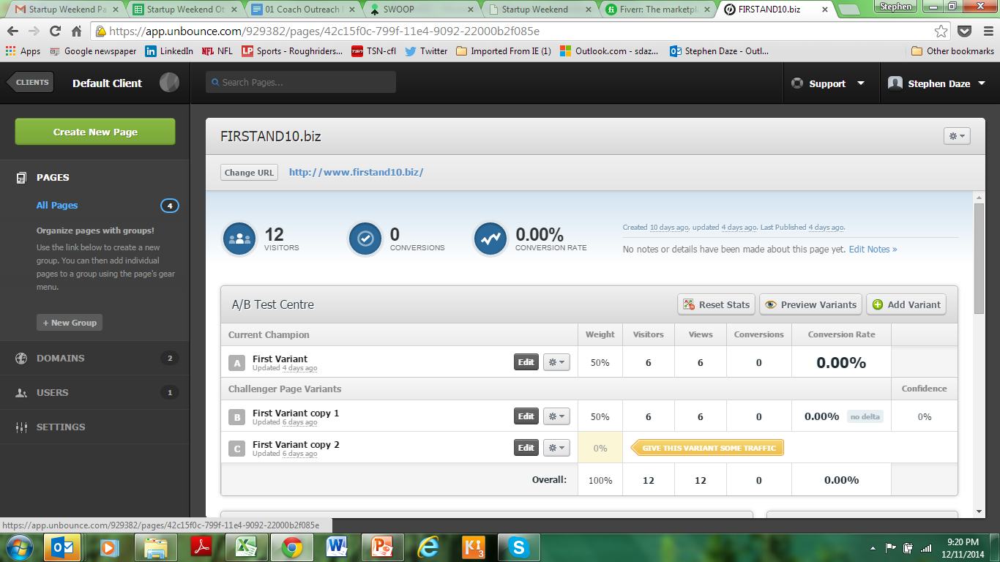 Startup Weekend Pa
Startup Weekend Ot
01 Coach Outreach
SWOOP
Startup Weekend
Fiverr: The marketpl
FIRSTAND10.biz
Stephen
https://app.unbounce.com/929382/pages/42c15f0c-799f-11e4-9092-22000b2f085e
Apps
Google newspaper
LinkedIn
NFL
Sports - Roughriders...
TSN-cfl
Twitter
Imported From IE (1)
Outlook.com - sdaz...
Stephen Daze - Outl...
Other bookmarks
CLIENTS
Default Client
Search Pages...
Support
Stephen Daze
Create New Page
PAGES
All Pages
4
Organize pages with groups!
Use the link below to create a new
group. You can then add individual
pages to a group using the page's gear
menu.
+ New Group
DOMAINS
2
USERS
1
SETTINGS
FIRSTAND10.biz
Change URL
http://www.firstand10.biz/
12
VISITORS
0
CONVERSIONS
0.00%
CONVERSION RATE
Created 10 days ago, updated 4 days ago. Last Published 4 days ago.
No notes or details have been made about this page yet. Edit Notes »
A/B Test Centre
Reset Stats
Preview Variants
Add Variant
Current Champion Weight Visitors Views Conversions Conversion Rate
A First Variant Edit 50% 6 6 0 0.00%
Updated 4 days ago
Challenger Page Variants Confidence
B First Variant copy 1 Edit 50% 6 6 0 0.00% no delta 0%
Updated 6 days ago
C First Variant copy 2 Edit 0% GIVE THIS VARIANT SOME TRAFFIC
Updated 6 days ago
Overall: 100% 12 12 0 0.00%
https://app.unbounce.com/929382/pages/42c15f0c-799f-11e4-9092-22000b2f085e
9:20 PM
12/11/2014